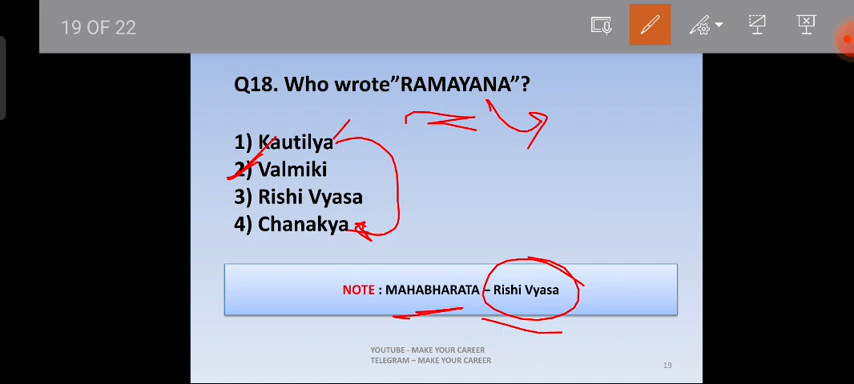 19 OF 22
Q18. Who wrote”RAMAYANA”?
1) Kautilya
2) Valmiki
3) Rishi Vyasa
4) Chanakya
NOTE : MAHABHARATA – Rishi Vyasa
YOUTUBE - MAKE YOUR CAREER
TELEGRAM – MAKE YOUR CAREER
19